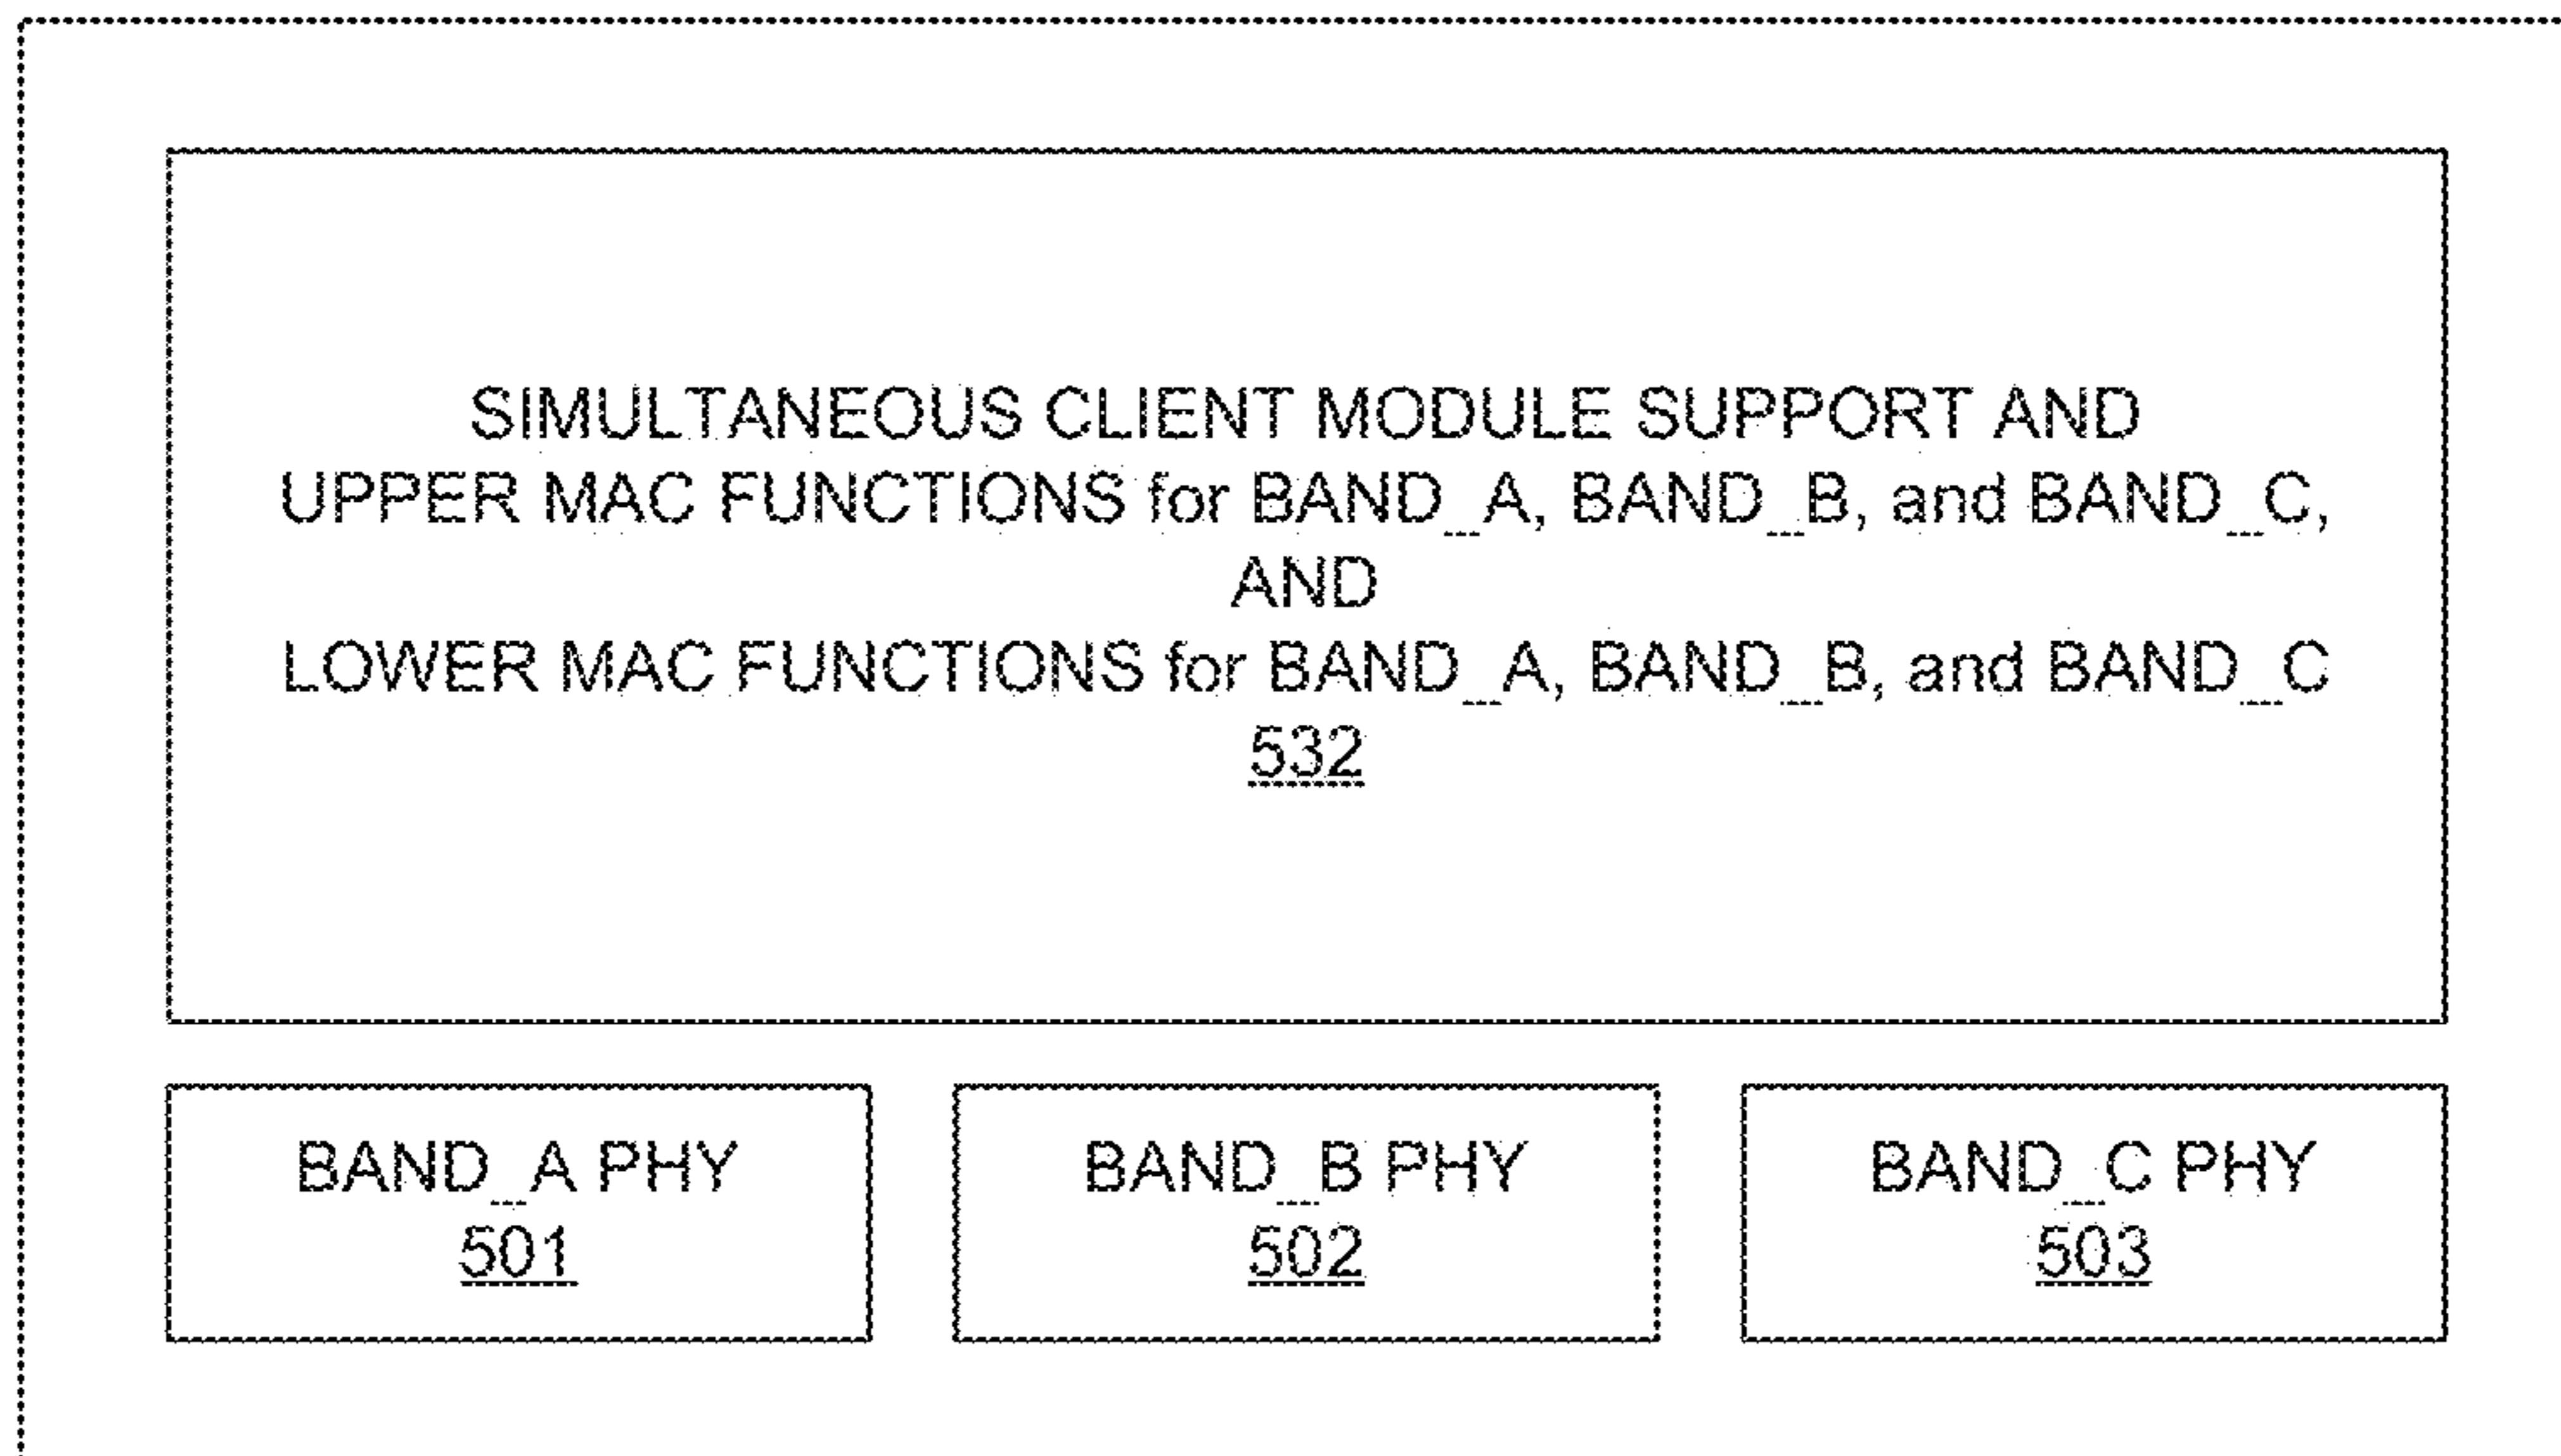 SIMULTANEOUS CLIENT MODULE SUPPORT AND
UPPER MAC FUNCTIONS for BAND_A, BAND_B, and BAND_C,
AND
LOWER MAC FUNCTIONS for BAND_A, BAND_B, and BAND_C
532
BAND_A PHY
501
BAND_B PHY
502
BAND_C PHY
503